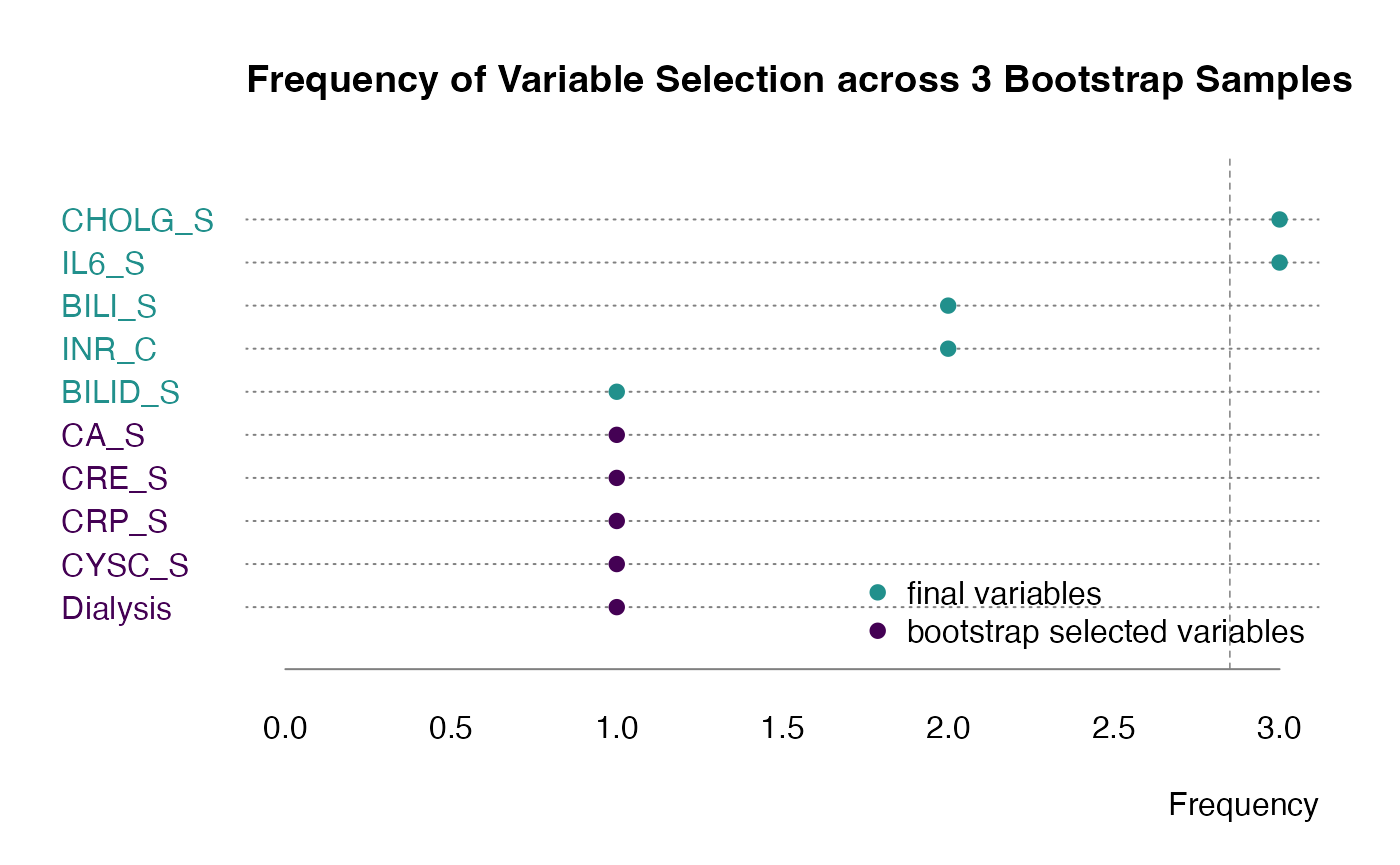 Frequency of Variable Selection across 3 Bootstrap Samples
CHOLG_S
IL6_S
BILI_S
INR_C
BILID_S
CA_S
CRE_S
CRP_S
CYSC_S
Dialysis
final variables
bootstrap selected variables
0.0 0.5 1.0 1.5 2.0 2.5 3.0
Frequency